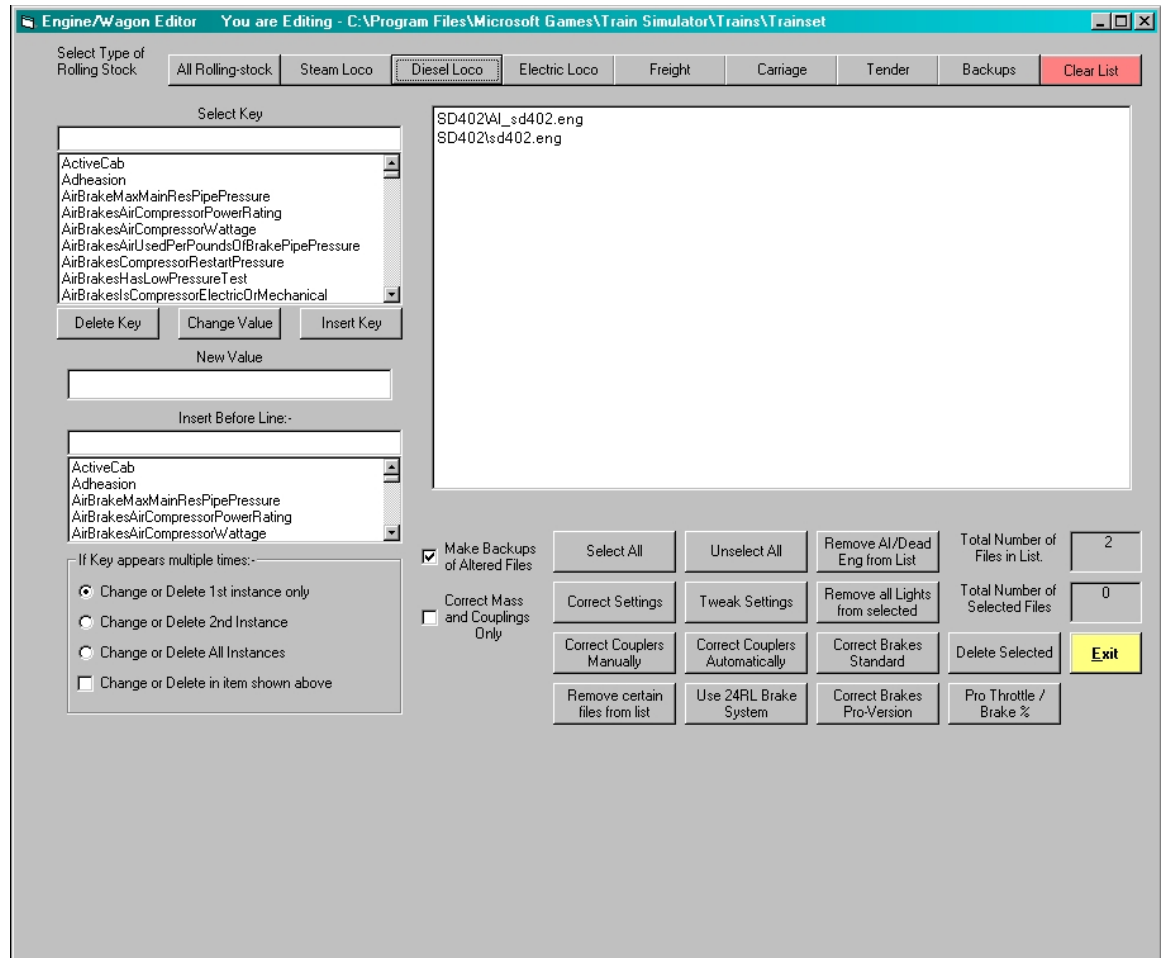 Engine/Wagon Editor You are Editing - C:\Program Files\Microsoft Games\Train Simulator\Trains\Trainset
Select Type of
Rolling Stock
All Rolling-stock
Steam Loco
Diesel Loco
Electric Loco
Freight
Carriage
Tender
Backups
Clear List
Select Key
ActiveCab
Adheasion
AirBrakeMaxMainResPipePressure
AirBrakesAirCompressorPowerRating
AirBrakesAirCompressorWattage
AirBrakesAirUsedPerPoundsOfBrakePipePressure
AirBrakesCompressorRestartPressure
AirBrakesHasLowPressureTest
AirBrakesIsCompressorElectricOrMechanical
Delete Key
Change Value
Insert Key
New Value
Insert Before Line:-
ActiveCab
Adheasion
AirBrakeMaxMainResPipePressure
AirBrakesAirCompressorPowerRating
AirBrakesAirCompressorWattage
If Key appears multiple times:-
Change or Delete 1st instance only
Change or Delete 2nd Instance
Change or Delete All Instances
Change or Delete in item shown above
SD402\AI_sd402.eng
SD402\sd402.eng
Make Backups
of Altered Files
Correct Mass
and Couplings
Only
Select All
Unselect All
Remove AI/Dead
Eng from List
Total Number of
Files in List.
2
Correct Settings
Tweak Settings
Remove all Lights
from selected
Total Number of
Selected Files
0
Correct Couplers
Manually
Correct Couplers
Automatically
Correct Brakes
Standard
Delete Selected
Exit
Remove certain
files from list
Use 24RL Brake
System
Correct Brakes
Pro-Version
Pro Throttle /
Brake %